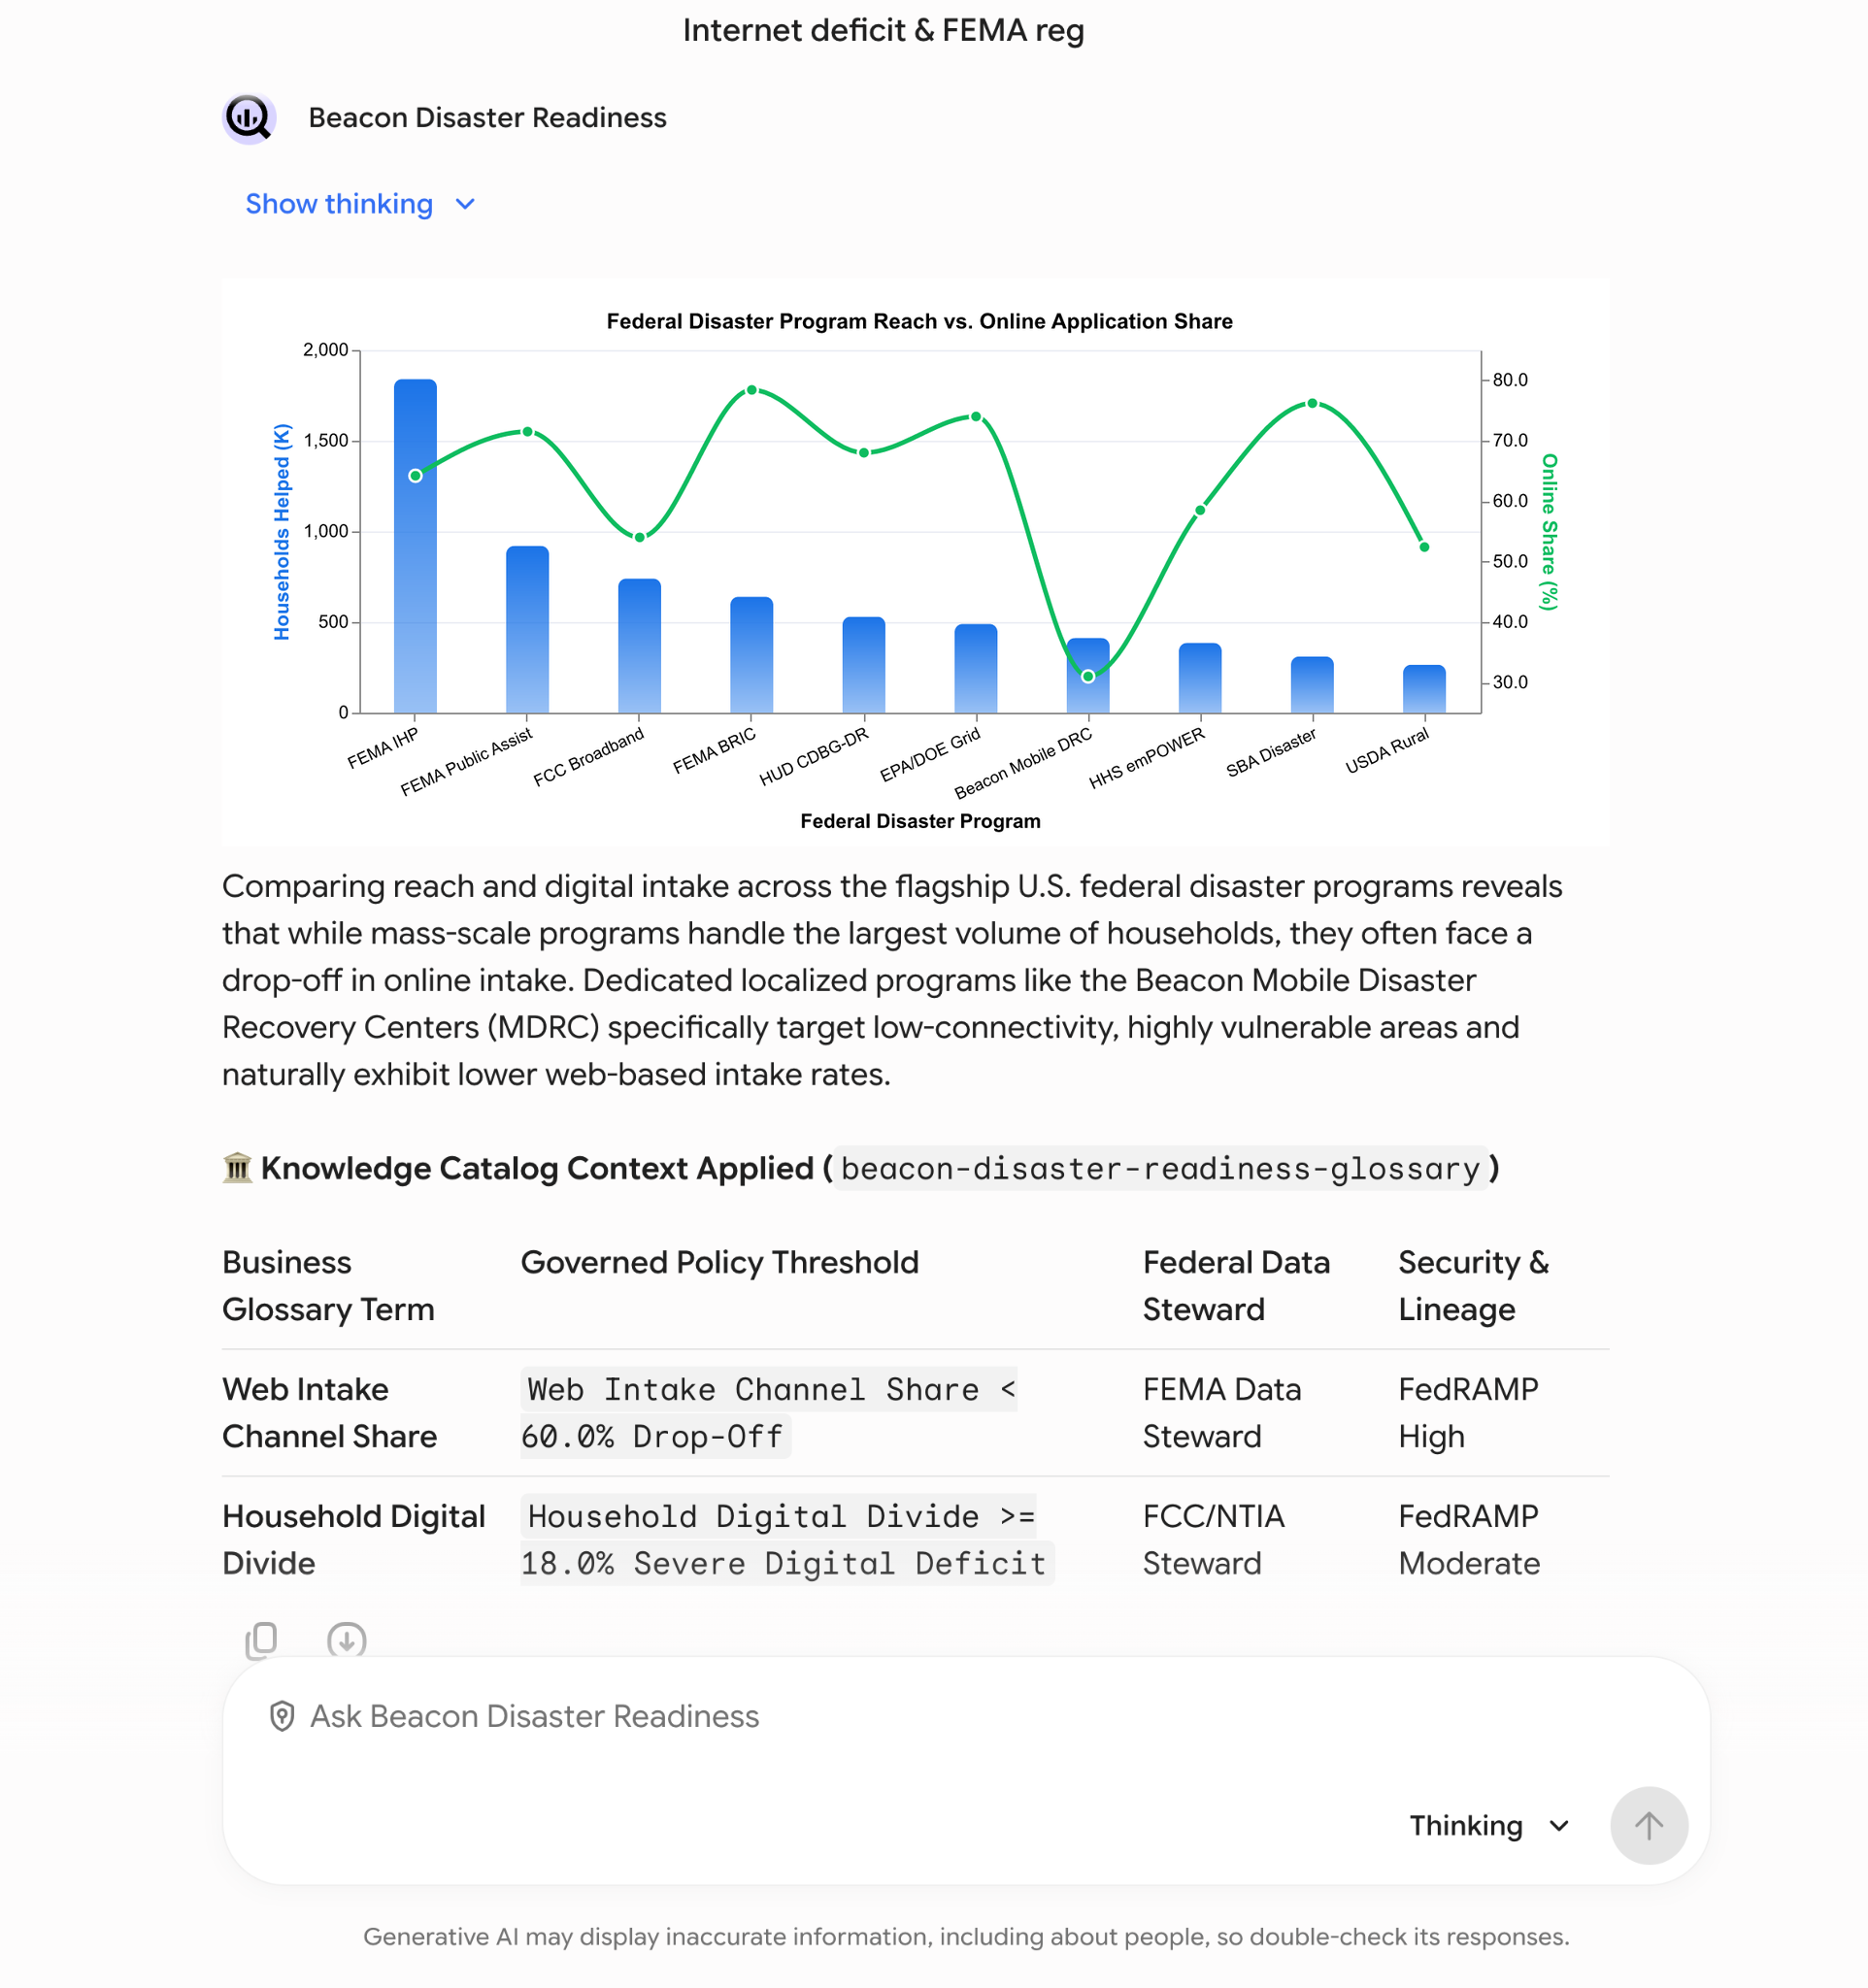 Internet deficit & FEMA reg
Beacon Disaster Readiness
Show thinking
Federal Disaster Program Reach vs. Online Application Share
2,000
1,500
1,000
500
0
Households Helped (K)
80.0
70.0
60.0
50.0
40.0
30.0
Online Share (%)
FEMA IHP
FEMA Public Assist
FCC Broadband
FEMA BRIC
HUD CDBG-DR
EPA/DOE Grid
Beacon Mobile DRC
HHS emPOWER
SBA Disaster
USDA Rural
Federal Disaster Program
Comparing reach and digital intake across the flagship U.S. federal disaster programs reveals
that while mass-scale programs handle the largest volume of households, they often face a
drop-off in online intake. Dedicated localized programs like the Beacon Mobile Disaster
Recovery Centers (MDRC) specifically target low-connectivity, highly vulnerable areas and
naturally exhibit lower web-based intake rates.
🏛️ Knowledge Catalog Context Applied (beacon-disaster-readiness-glossary)
Business Glossary Term
Governed Policy Threshold
Federal Data Steward
Security & Lineage
Web Intake Channel Share
Web Intake Channel Share < 60.0% Drop-Off
FEMA Data Steward
FedRAMP High
Household Digital Divide
Household Digital Divide >= 18.0% Severe Digital Deficit
FCC/NTIA Steward
FedRAMP Moderate
Ask Beacon Disaster Readiness
Thinking
Generative AI may display inaccurate information, including about people, so double-check its responses.